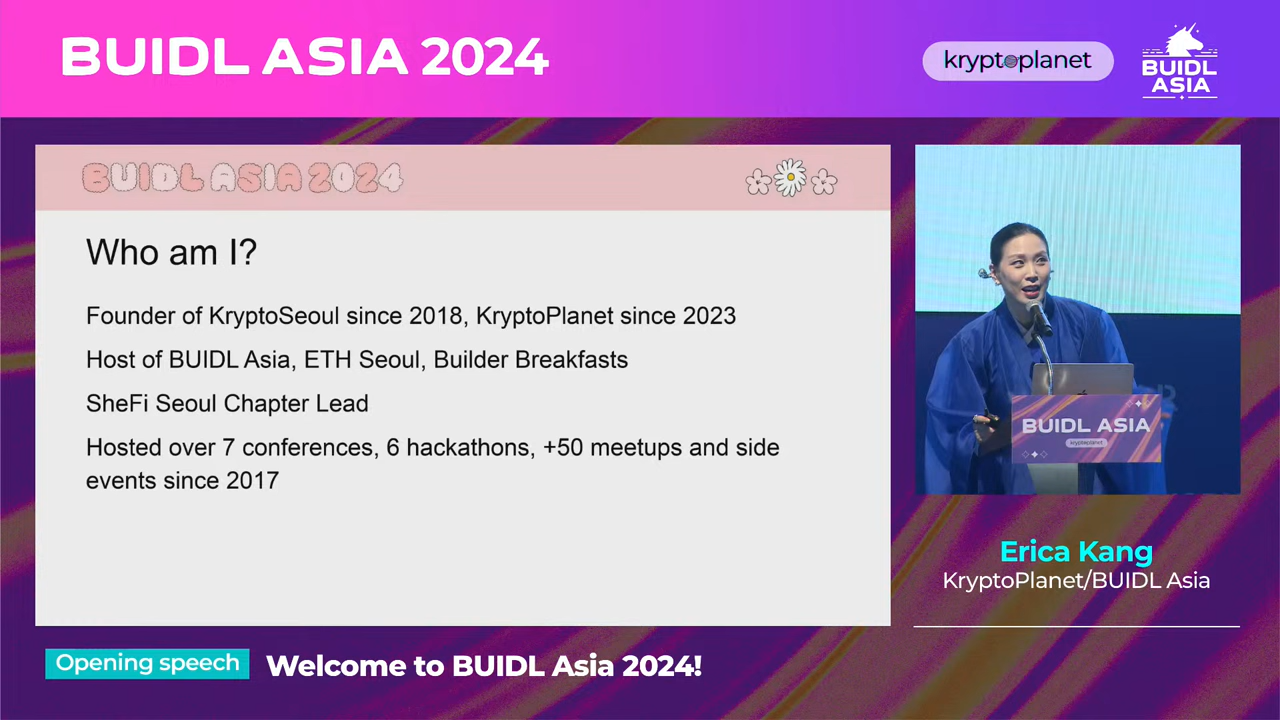 BUIDL ASIA 2024
kryptoplanet
BUIDL
ASIA
BUIDL ASIA 2024
Who am I?
Founder of KryptoSeoul since 2018, KryptoPlanet since 2023
Host of BUIDL Asia, ETH Seoul, Builder Breakfasts
SheFi Seoul Chapter Lead
Hosted over 7 conferences, 6 hackathons, +50 meetups and side
events since 2017
BUIDL ASIA
kryptoplanet
Erica Kang
KryptoPlanet/BUIDL Asia
Opening speech
Welcome to BUIDL Asia 2024!